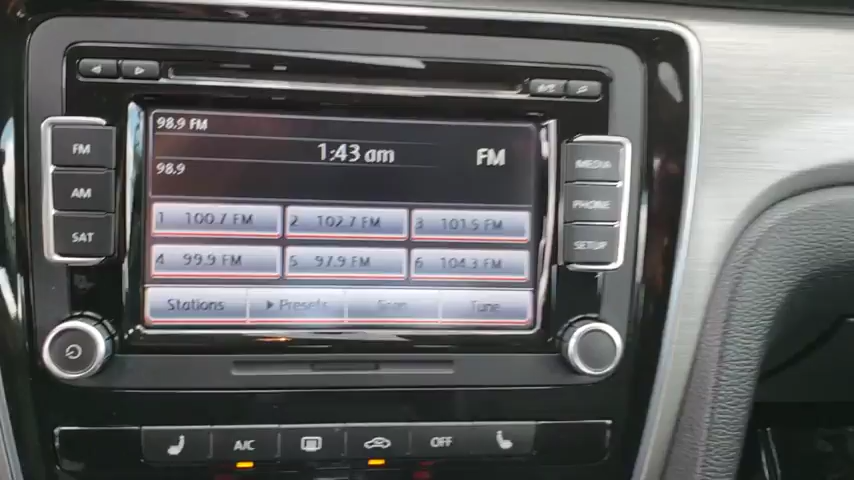 98.9 FM
1:43 am
FM
98.9
FM
AM
SAT
MEDIA
PHONE
SETUP
1 100.7 FM
2 102.7 FM
3 101.5 FM
4 99.9 FM
5 97.9 FM
6 104.3 FM
Stations
Presets
Scan
Tune
A/C
OFF